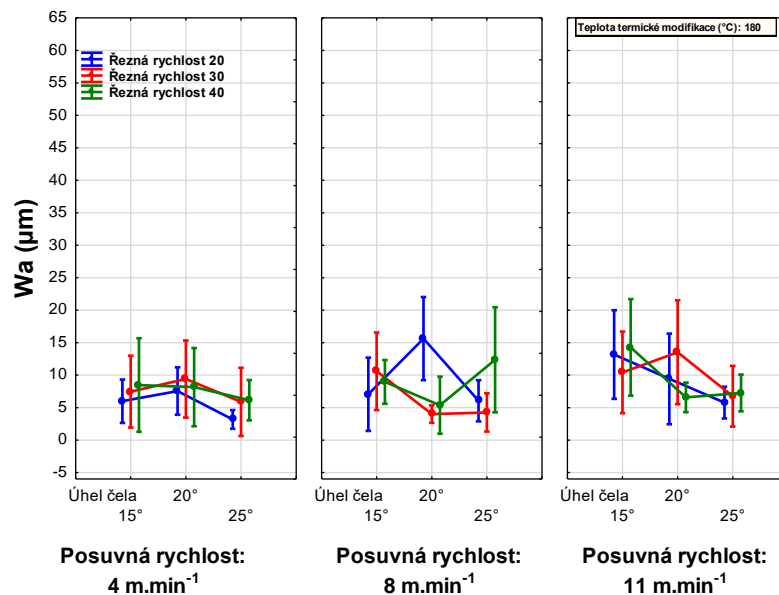 Teplota termické modifikace (°C): 180
Řezná rychlost 20
Řezná rychlost 30
Řezná rychlost 40
Wa (μm)
65
60
55
50
45
40
35
30
25
20
15
10
5
0
-5
Úhel čela 20° Úhel čela 20° Úhel čela 20°
15° 25° 15° 25° 15° 25°
Posuvná rychlost: Posuvná rychlost: Posuvná rychlost:
4 m.min⁻¹ 8 m.min⁻¹ 11 m.min⁻¹